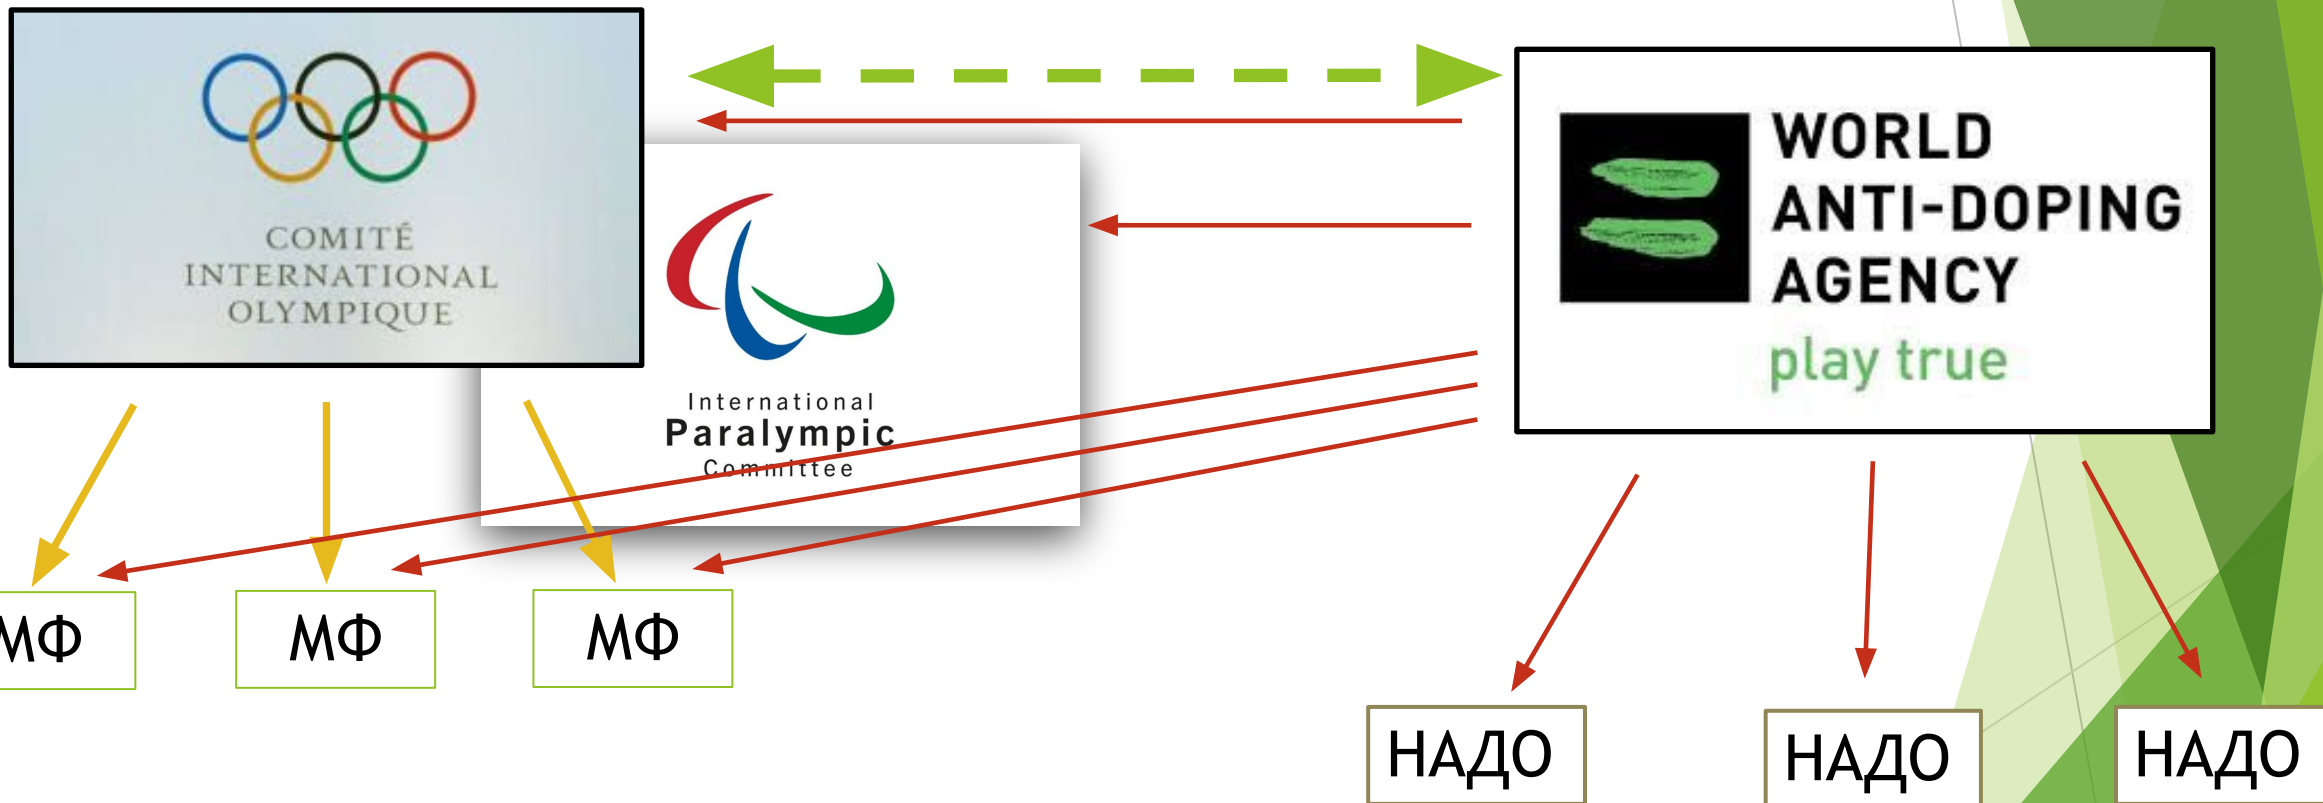 COMITÉ
INTERNATIONAL
OLYMPIQUE
International
Paralympic
Committee
WORLD
ANTI-DOPING
AGENCY
play true
МФ
МФ
МФ
НАДО
НАДО
НАДО